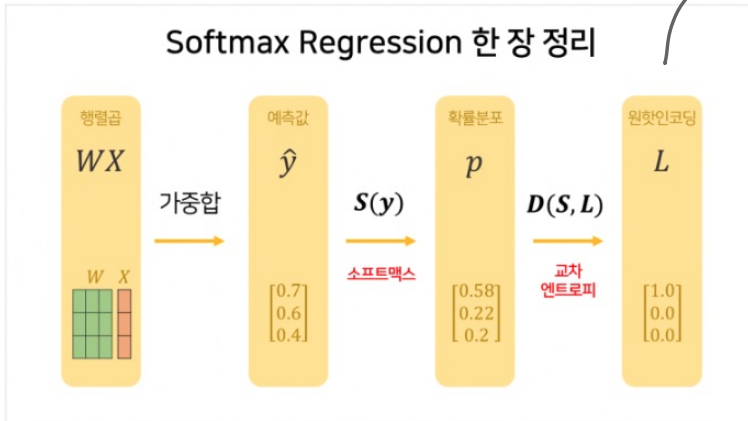 Softmax Regression 한 장 정리
행렬곱
WX
W X
가중합
예측값
ŷ
[0.7]
[0.6]
[0.4]
S(y)
소프트맥스
확률분포
p
[0.58]
[0.22]
[0.2]
D(S, L)
교차
엔트로피
원핫인코딩
L
[1.0]
[0.0]
[0.0]